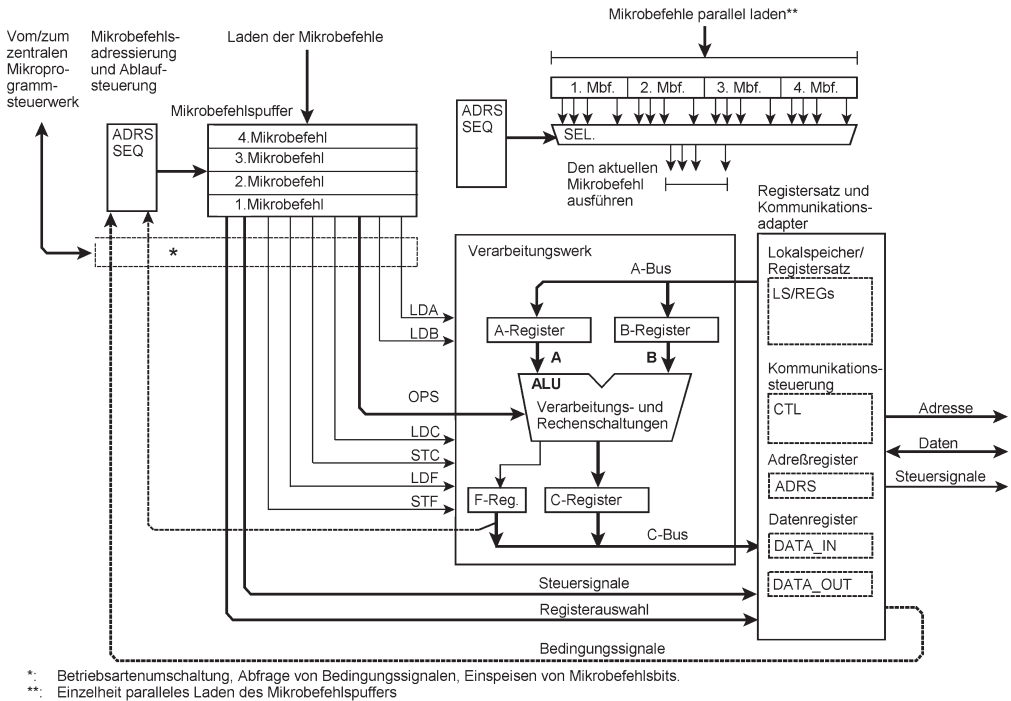 Mikrobefehle parallel laden**
Vom/zum
zentralen
Mikropro-
gramm-
steuerwerk
Mikrobefehls-
adressierung
und Ablauf-
steuerung
Laden der Mikrobefehle
Mikrobefehlspuffer
ADRS
SEQ
4.Mikrobefehl
3.Mikrobefehl
2.Mikrobefehl
1.Mikrobefehl
*
1. Mbf.
2. Mbf.
3. Mbf.
4. Mbf.
ADRS
SEQ
SEL.
Den aktuellen
Mikrobefehl
ausführen
Registersatz und
Kommunikations-
adapter
Verarbeitungswerk
A-Bus
Lokalspeicher/
Registersatz
LS/REGs
LDA
LDB
A-Register
B-Register
A
B
ALU
Verarbeitungs- und
Rechenschaltungen
OPS
LDC
STC
LDF
STF
F-Reg.
C-Register
C-Bus
Kommunikations-
steuerung
CTL
Adreßregister
ADRS
Datenregister
DATA_IN
DATA_OUT
Adresse
Daten
Steuersignale
Steuersignale
Registerauswahl
Bedingungssignale
*: Betriebsartenumschaltung, Abfrage von Bedingungssignalen, Einspeisen von Mikrobefehlsbits.
**: Einzelheit paralleles Laden des Mikrobefehlspuffers